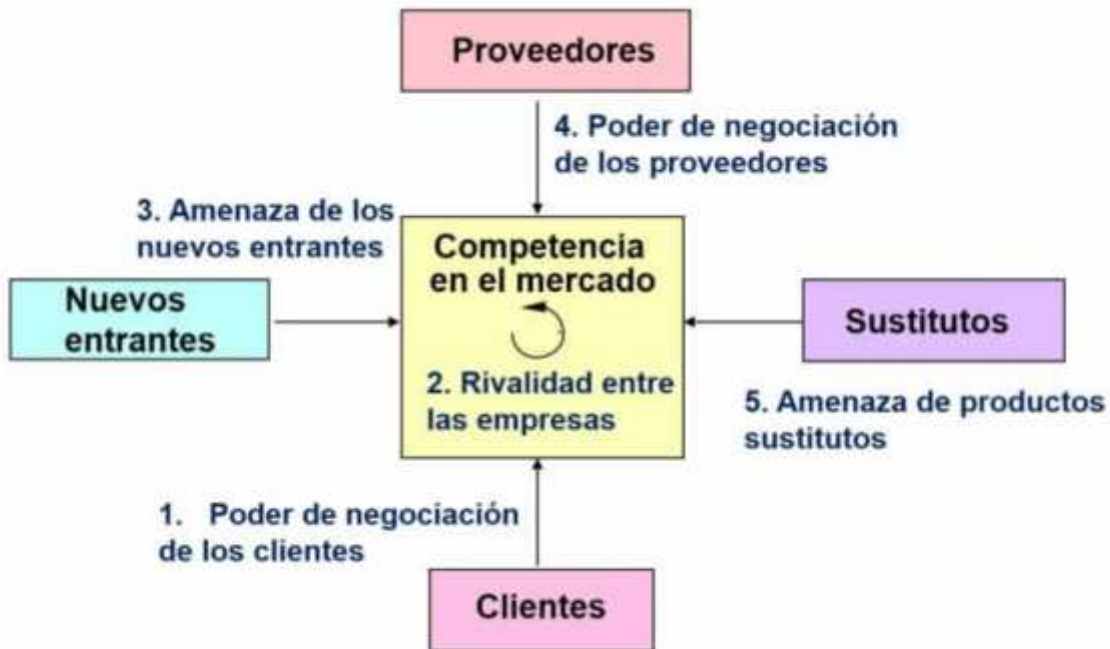 Proveedores
4. Poder de negociación
de los proveedores
3. Amenaza de los
nuevos entrantes
Competencia
en el mercado
Nuevos
entrantes
Sustitutos
2. Rivalidad entre
las empresas
5. Amenaza de productos
sustitutos
1. Poder de negociación
de los clientes
Clientes